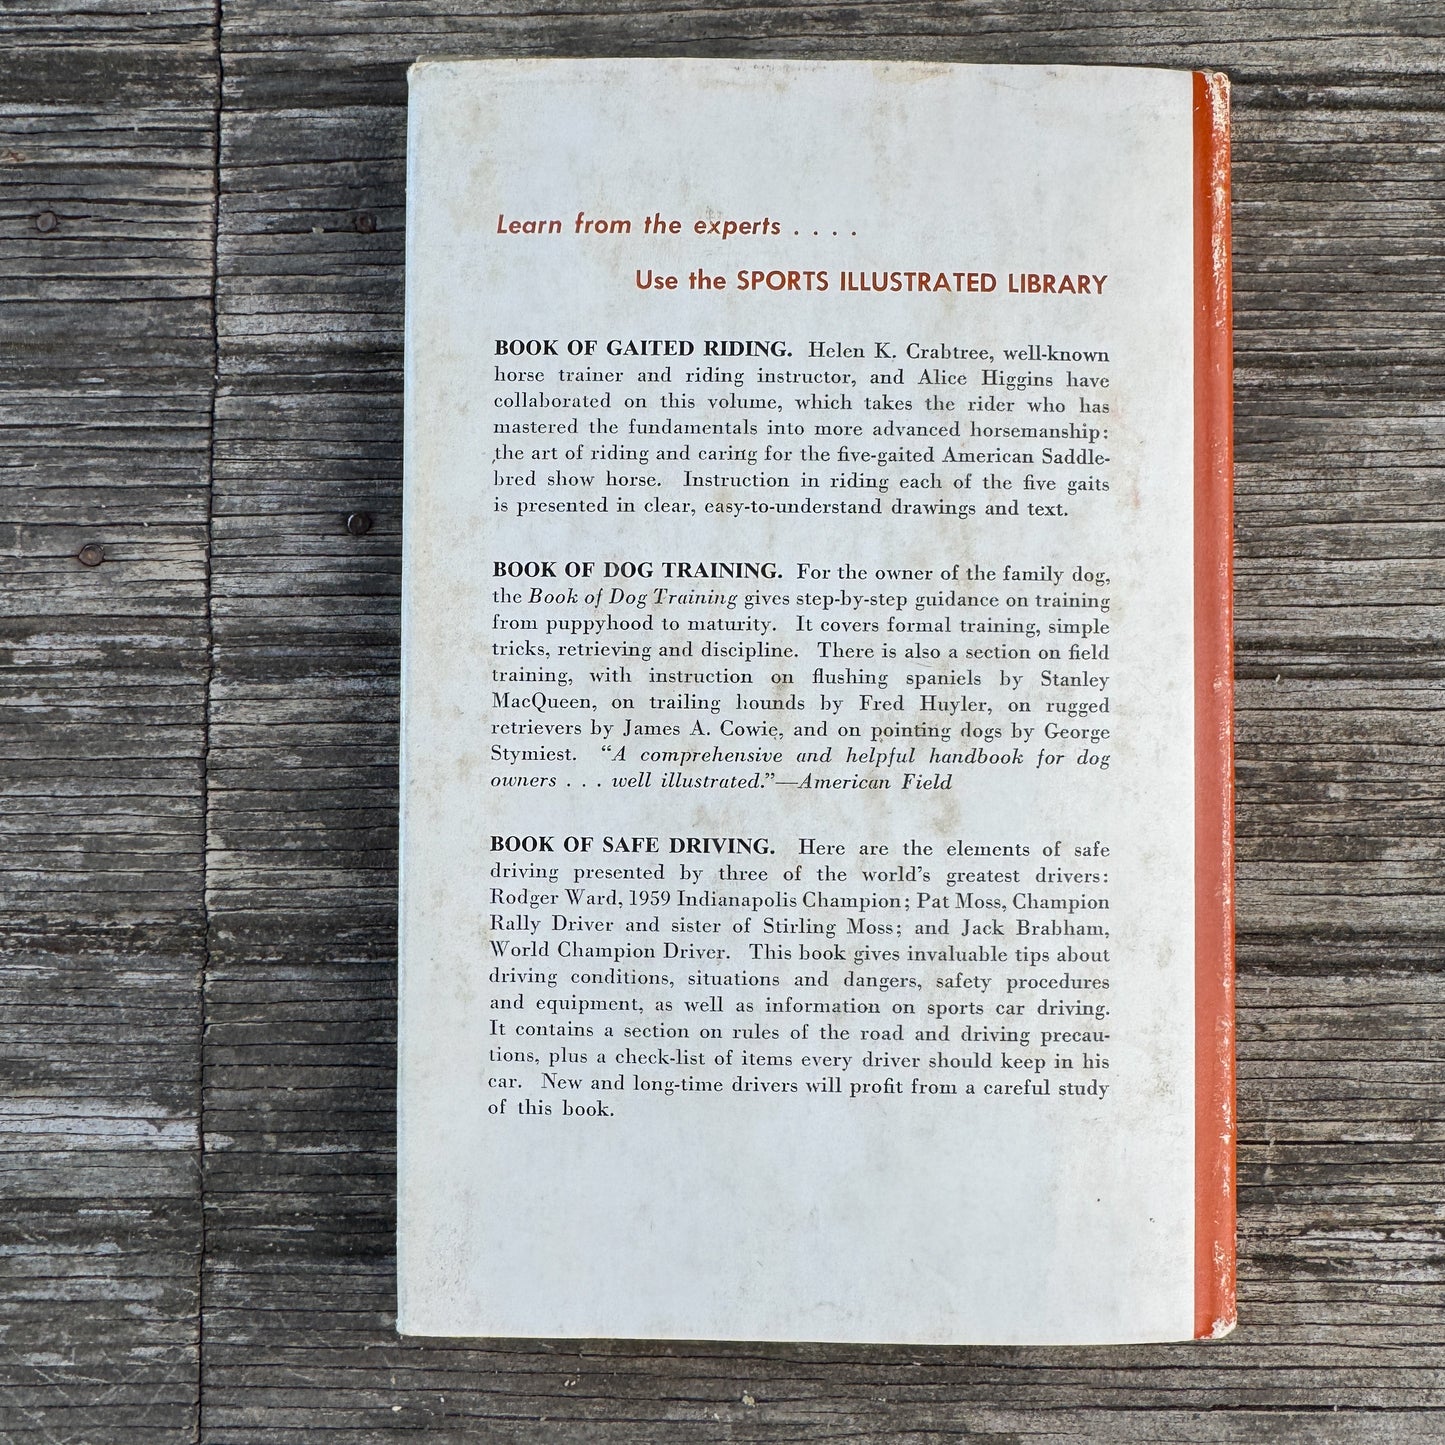 Learn from the experts . . . .
Use the SPORTS ILLUSTRATED LIBRARY
BOOK OF GAITED RIDING. Helen K. Crabtree, well-known
horse trainer and riding instructor, and Alice Higgins have
collaborated on this volume, which takes the rider who has
mastered the fundamentals into more advanced horsemanship:
the art of riding and caring for the five-gaited American Saddle-
bred show horse. Instruction in riding each of the five gaits
is presented in clear, easy-to-understand drawings and text.
BOOK OF DOG TRAINING. For the owner of the family dog,
the Book of Dog Training gives step-by-step guidance on training
from puppyhood to maturity. It covers formal training, simple
tricks, retrieving and discipline. There is also a section on field
training, with instruction on flushing spaniels by Stanley
MacQueen, on trailing hounds by Fred Huyler, on rugged
retrievers by James A. Cowie, and on pointing dogs by George
Stymiest. “A comprehensive and helpful handbook for dog
owners . . . well illustrated.”—American Field
BOOK OF SAFE DRIVING. Here are the elements of safe
driving presented by three of the world’s greatest drivers:
Rodger Ward, 1959 Indianapolis Champion; Pat Moss, Champion
Rally Driver and sister of Stirling Moss; and Jack Brabham,
World Champion Driver. This book gives invaluable tips about
driving conditions, situations and dangers, safety procedures
and equipment, as well as information on sports car driving.
It contains a section on rules of the road and driving precau-
tions, plus a check-list of items every driver should keep in his
car. New and long-time drivers will profit from a careful study
of this book.